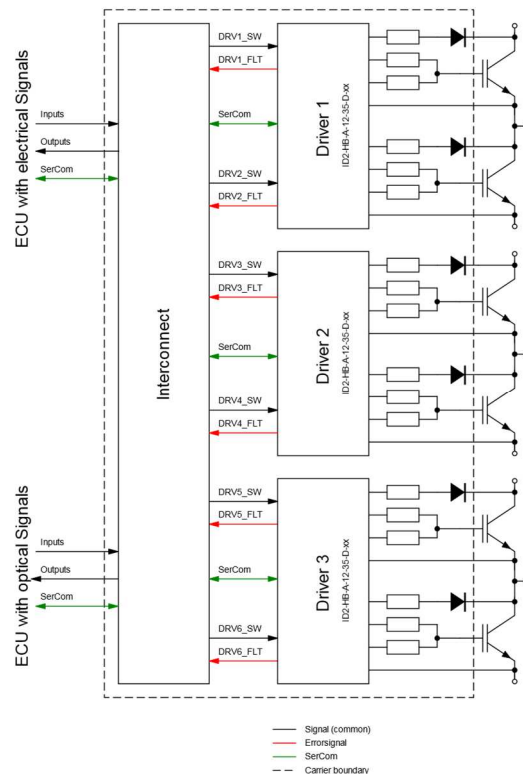 ECU with electrical Signals
Inputs
Outputs
SerCom
ECU with optical Signals
Inputs
Outputs
SerCom
Interconnect
DRV1_SW
DRV1_FLT
SerCom
DRV2_SW
DRV2_FLT
Driver 1
ID2-HB-A-12-35-D-xx
DRV3_SW
DRV3_FLT
SerCom
DRV4_SW
DRV4_FLT
Driver 2
ID2-HB-A-12-35-D-xx
DRV5_SW
DRV5_FLT
SerCom
DRV6_SW
DRV6_FLT
Driver 3
ID2-HB-A-12-35-D-xx
Signal (common)
Errorsignal
SerCom
Carrier boundary